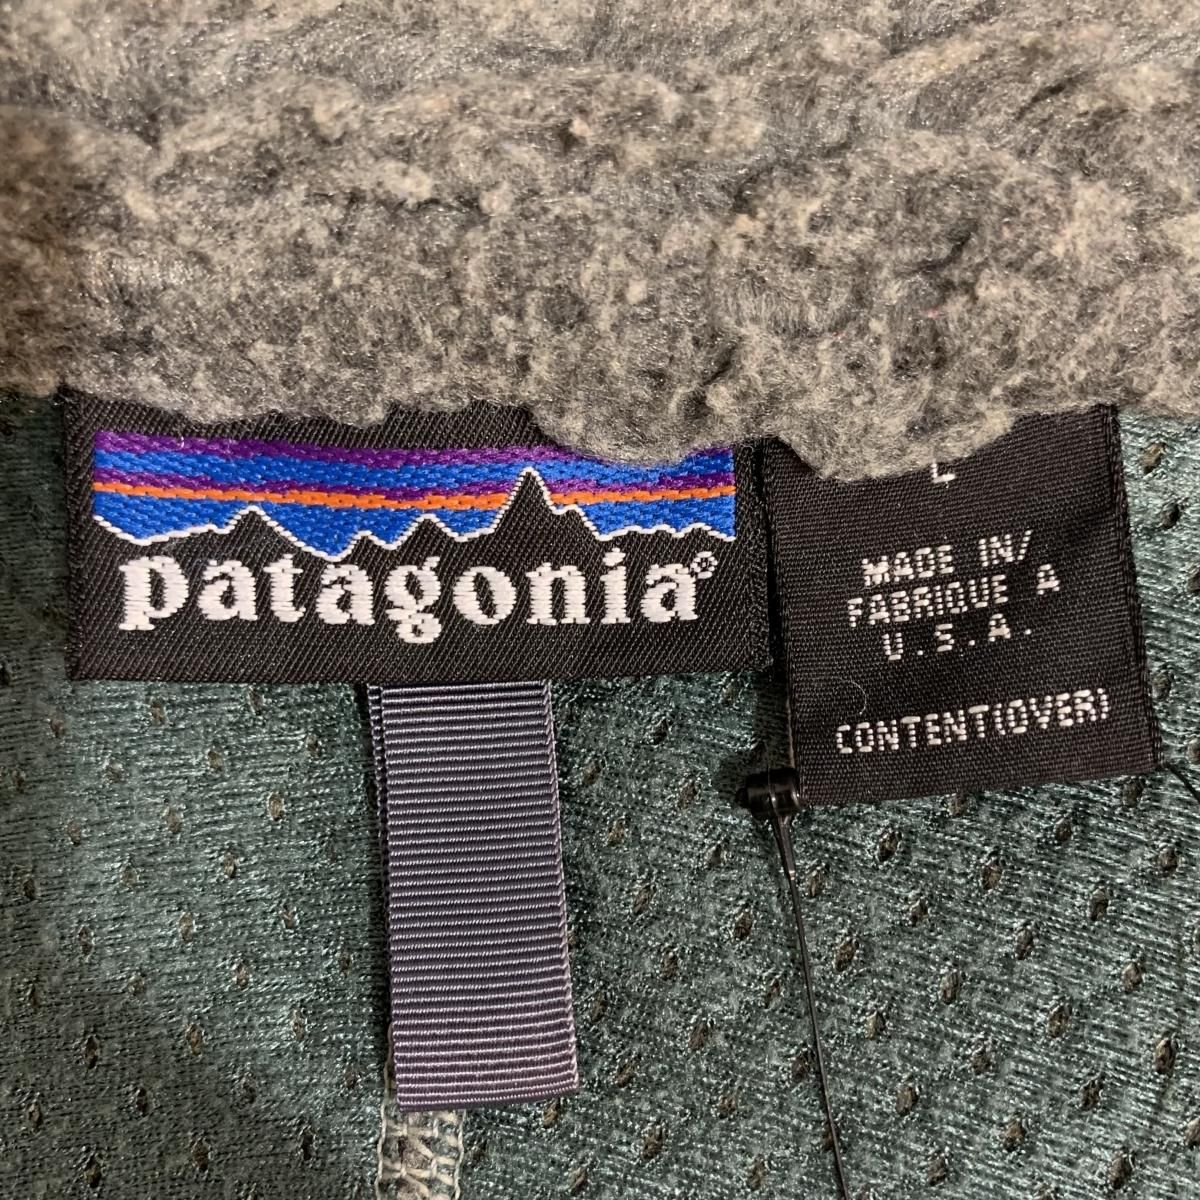 patagonia®
L
MADE IN/
FABRIQUE A
U.S.A.
CONTENT(OVER)